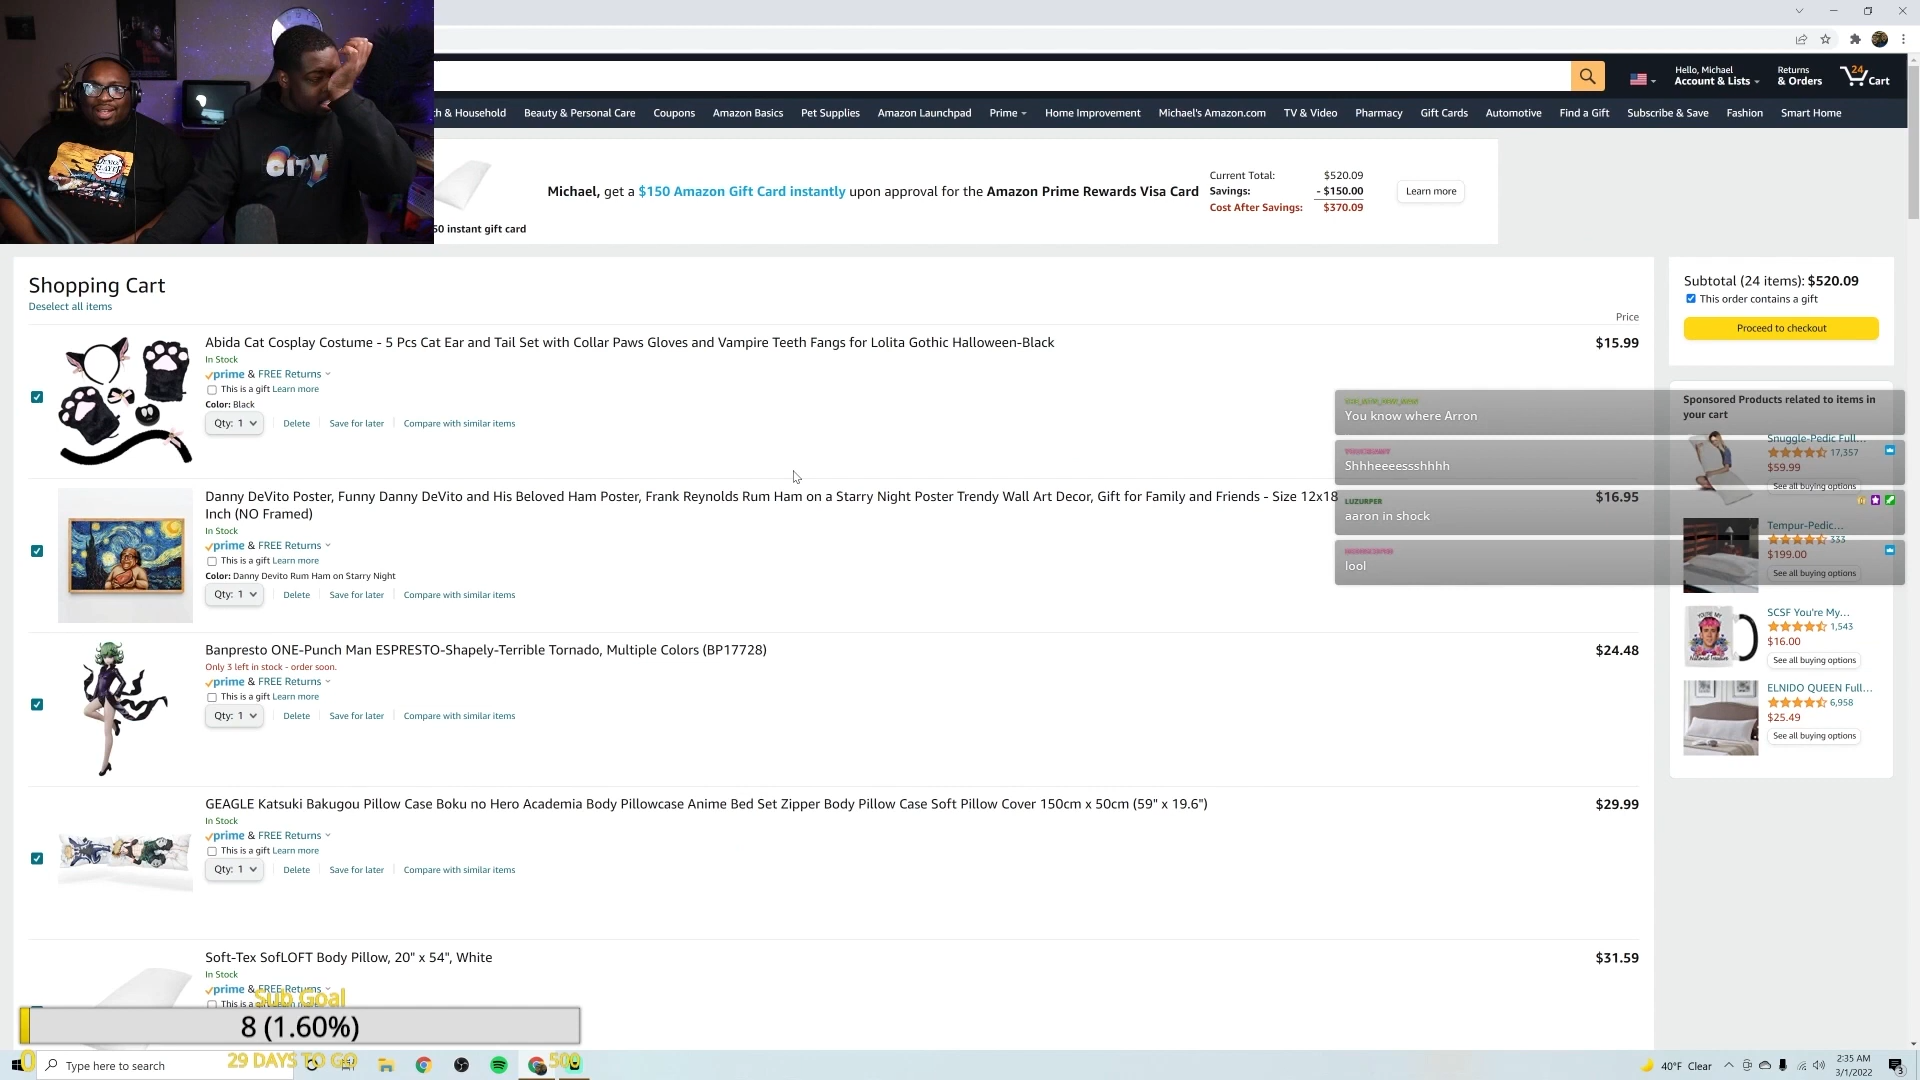 CITY
Hello, Michael
Account & Lists
Returns
& Orders
24
Cart
& Household
Beauty & Personal Care
Coupons
Amazon Basics
Pet Supplies
Amazon Launchpad
Prime
Home Improvement
Michael's Amazon.com
TV & Video
Pharmacy
Gift Cards
Automotive
Find a Gift
Subscribe & Save
Fashion
Smart Home
Michael, get a $150 Amazon Gift Card instantly upon approval for the Amazon Prime Rewards Visa Card
Current Total: $520.09
Savings: - $150.00
Cost After Savings: $370.09
Learn more
instant gift card
Shopping Cart
Deselect all items
Price
Abida Cat Cosplay Costume - 5 Pcs Cat Ear and Tail Set with Collar Paws Gloves and Vampire Teeth Fangs for Lolita Gothic Halloween-Black
$15.99
In Stock
prime & FREE Returns
This is a gift Learn more
Color: Black
Qty: 1
Delete
Save for later
Compare with similar items
Danny DeVito Poster, Funny Danny DeVito and His Beloved Ham Poster, Frank Reynolds Rum Ham on a Starry Night Poster Trendy Wall Art Decor, Gift for Family and Friends - Size 12x18
Inch (NO Framed)
$16.95
In Stock
prime & FREE Returns
This is a gift Learn more
Color: Danny Devito Rum Ham on Starry Night
Qty: 1
Delete
Save for later
Compare with similar items
Banpresto ONE-Punch Man ESPRESTO-Shapely-Terrible Tornado, Multiple Colors (BP17728)
$24.48
Only 3 left in stock - order soon.
prime & FREE Returns
This is a gift Learn more
Qty: 1
Delete
Save for later
Compare with similar items
GEAGLE Katsuki Bakugou Pillow Case Boku no Hero Academia Body Pillowcase Anime Bed Set Zipper Body Pillow Case Soft Pillow Cover 150cm x 50cm (59" x 19.6")
$29.99
In Stock
prime & FREE Returns
This is a gift Learn more
Qty: 1
Delete
Save for later
Compare with similar items
Soft-Tex SofLOFT Body Pillow, 20" x 54", White
$31.59
In Stock
prime & FREE Returns
This is a gift Learn more
Subtotal (24 items): $520.09
This order contains a gift
Proceed to checkout
Sponsored Products related to items in
your cart
Snuggle-Pedic Full...
17,357
$59.99
See all buying options
Tempur-Pedic...
333
$199.00
See all buying options
SCSF You're My...
1,543
$16.00
See all buying options
ELNIDO QUEEN Full...
6,958
$25.49
See all buying options
You know where Arron
Shhheeeessshhhh
LUZURPER
aaron in shock
lool
Sub Goal
8 (1.60%)
0
29 DAYS TO GO
500
Type here to search
40°F Clear
2:35 AM
3/1/2022
3